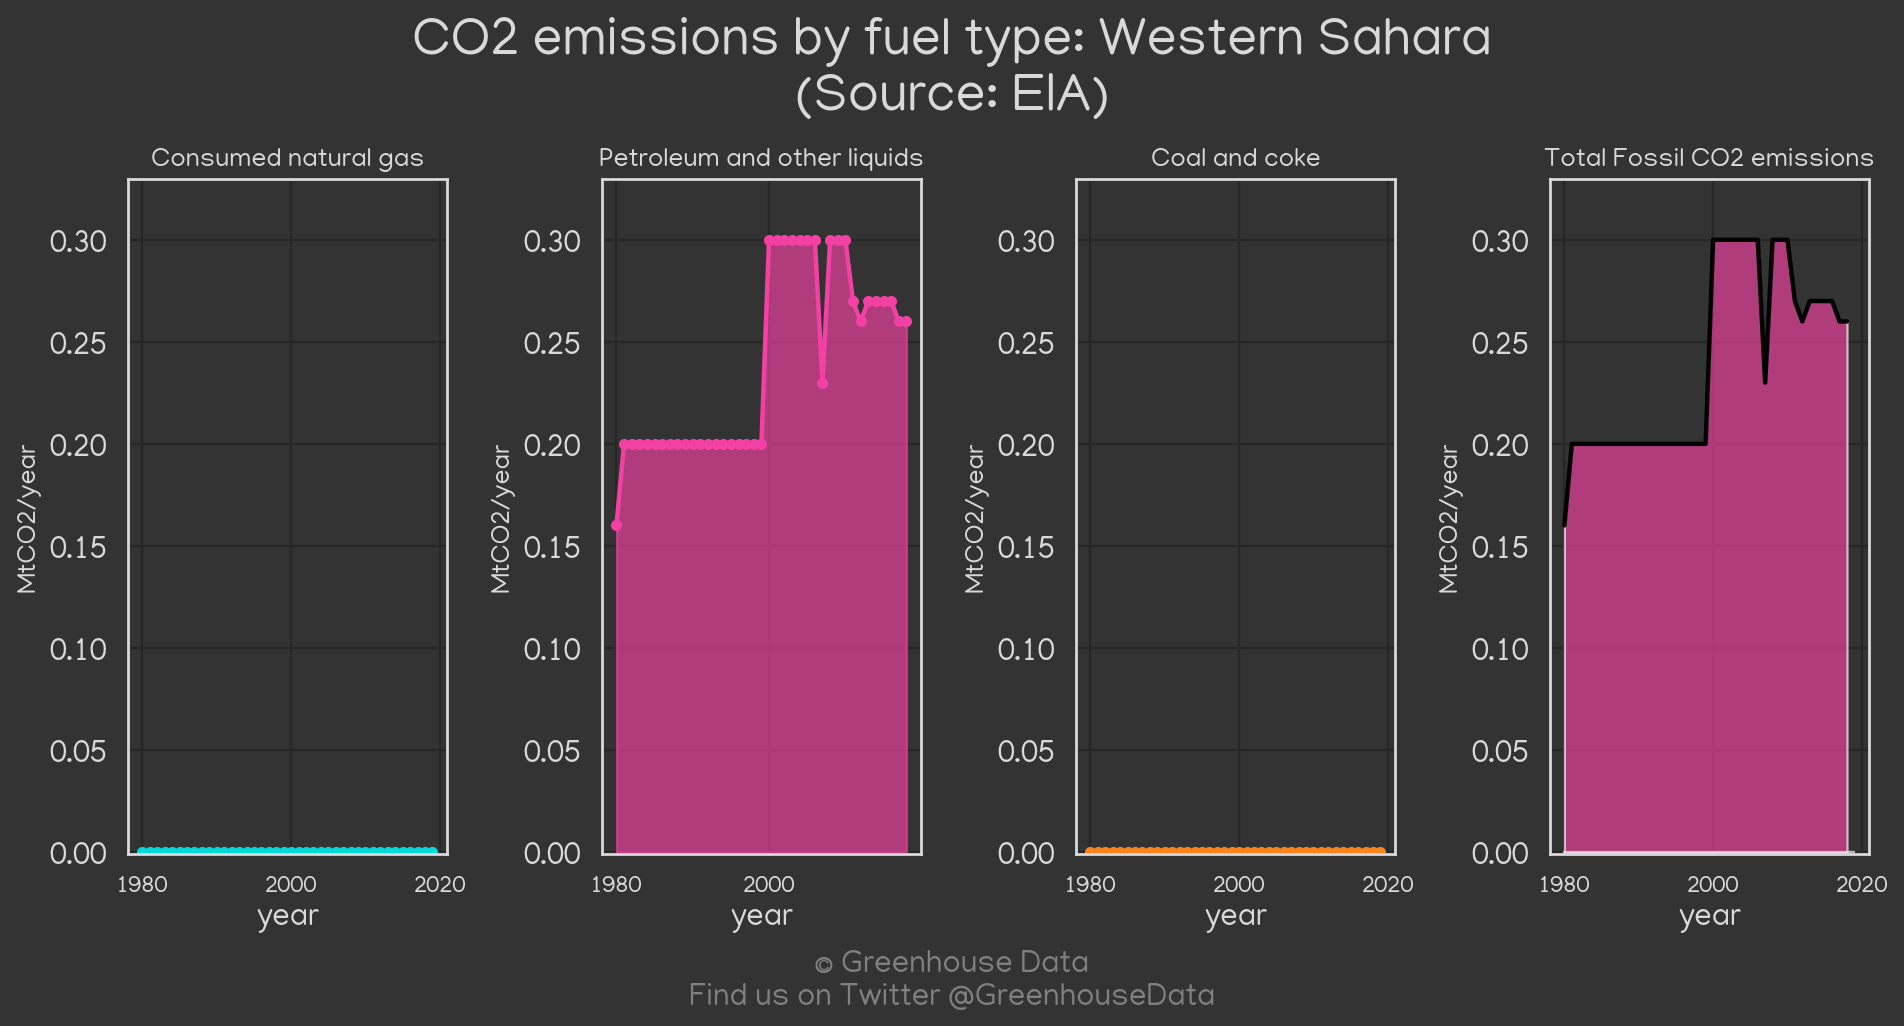 CO2 emissions by fuel type: Western Sahara
(Source: EIA)
Consumed natural gas
0.30
0.25
0.20
0.15
0.10
0.05
0.00
MtCO2/year
1980 2000 2020
year
Petroleum and other liquids
0.30
0.25
0.20
0.15
0.10
0.05
0.00
MtCO2/year
1980 2000
year
Coal and coke
0.30
0.25
0.20
0.15
0.10
0.05
0.00
MtCO2/year
1980 2000 2020
year
Total Fossil CO2 emissions
0.30
0.25
0.20
0.15
0.10
0.05
0.00
MtCO2/year
1980 2000 2020
year
© Greenhouse Data
Find us on Twitter @GreenhouseData